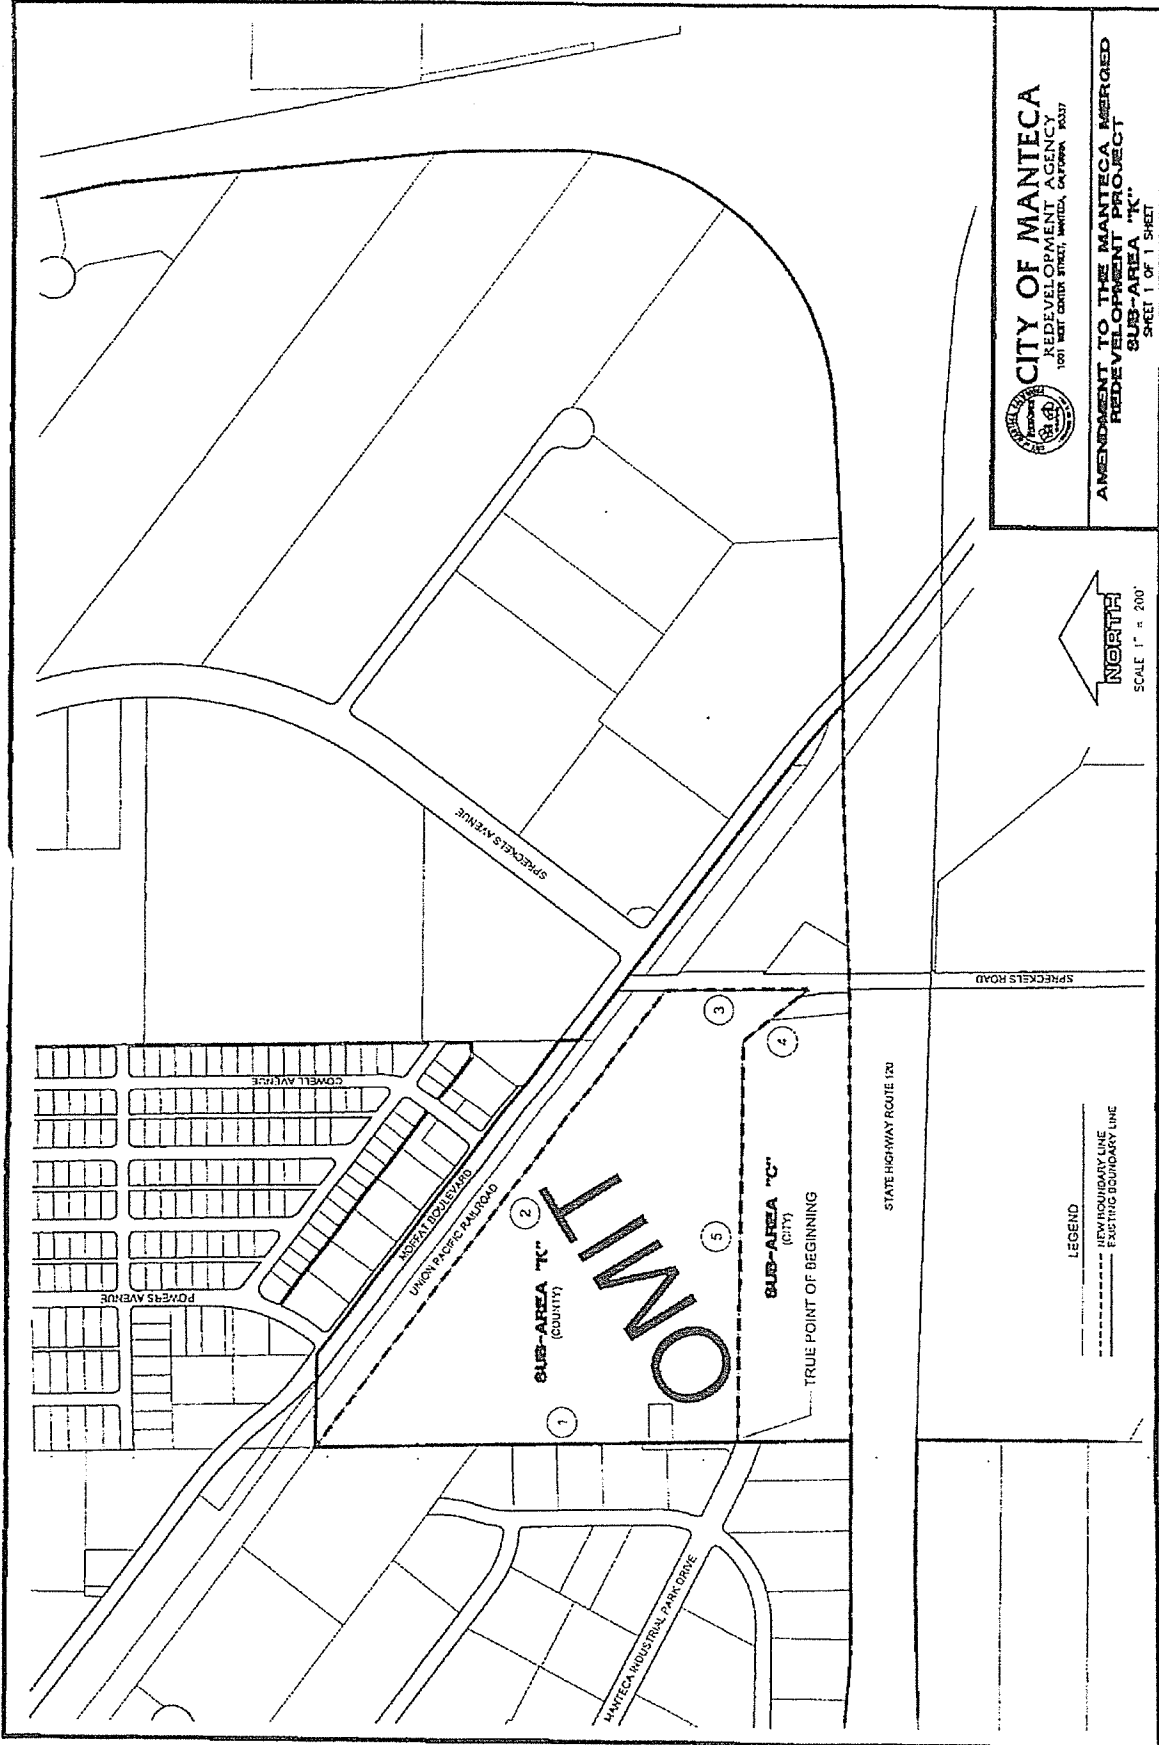 CITY OF MANTECA
REDEVELOPMENT AGENCY
1001 WEST CENTER STREET, MANTECA, CALIFORNIA 95337
AMENDMENT TO THE MANTECA MERGED
REDEVELOPMENT PROJECT
SUB-AREA "K"
SHEET 1 OF 1 SHEET
NORTH
SCALE 1" = 200'
POWERS AVENUE
COWELL AVENUE
SPRECKELS AVENUE
MOFFAT BOULEVARD
UNION PACIFIC RAILROAD
SUB-AREA "K"
(COUNTY)
1
2
3
4
5
OMIT
SUB-AREA "C"
(CITY)
TRUE POINT OF BEGINNING
MANTECA INDUSTRIAL PARK DRIVE
STATE HIGHWAY ROUTE 120
SPRECKELS ROAD
LEGEND
NEW BOUNDARY LINE
EXISTING BOUNDARY LINE